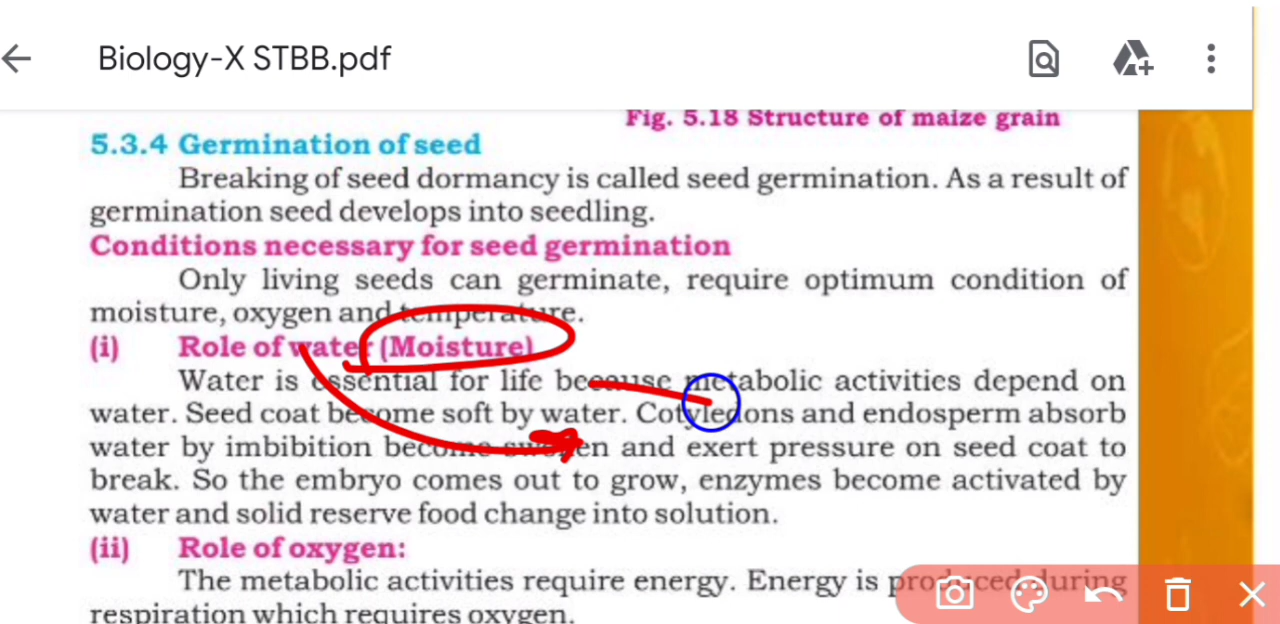 Biology-X STBB.pdf
Fig. 5.18 Structure of maize grain
5.3.4 Germination of seed
Breaking of seed dormancy is called seed germination. As a result of
germination seed develops into seedling.
Conditions necessary for seed germination
Only living seeds can germinate, require optimum condition of
moisture, oxygen and temperature.
(i) Role of water (Moisture)
Water is essential for life because metabolic activities depend on
water. Seed coat become soft by water. Cotyledons and endosperm absorb
water by imbibition become swollen and exert pressure on seed coat to
break. So the embryo comes out to grow, enzymes become activated by
water and solid reserve food change into solution.
(ii) Role of oxygen:
The metabolic activities require energy. Energy is produced during
respiration which requires oxygen.